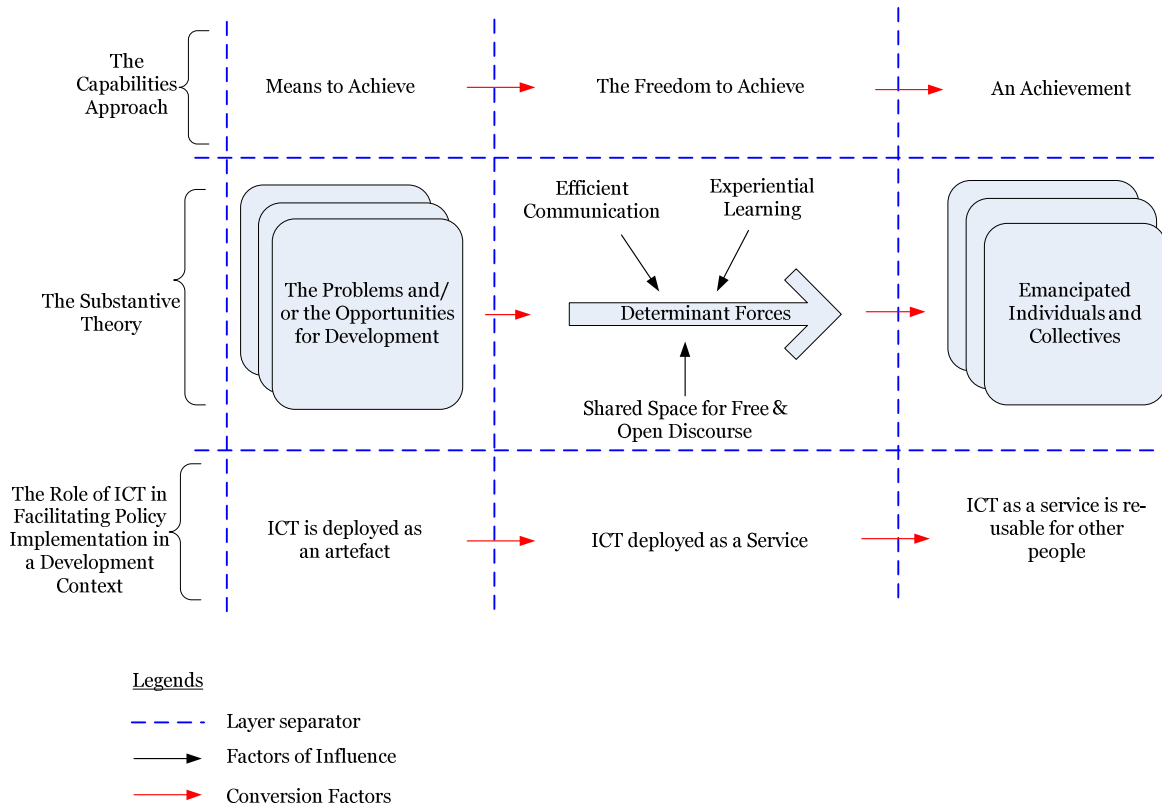 The
Capabilities
Approach
Means to Achieve
The Freedom to Achieve
An Achievement
The Substantive
Theory
The Problems and/
or the Opportunities
for Development
Efficient
Communication
Experiential
Learning
Determinant Forces
Shared Space for Free &
Open Discourse
Emancipated
Individuals and
Collectives
The Role of ICT in
Facilitating Policy
Implementation in
a Development
Context
ICT is deployed as
an artefact
ICT deployed as a Service
ICT as a service is re-
usable for other
people
Legends
Layer separator
Factors of Influence
Conversion Factors